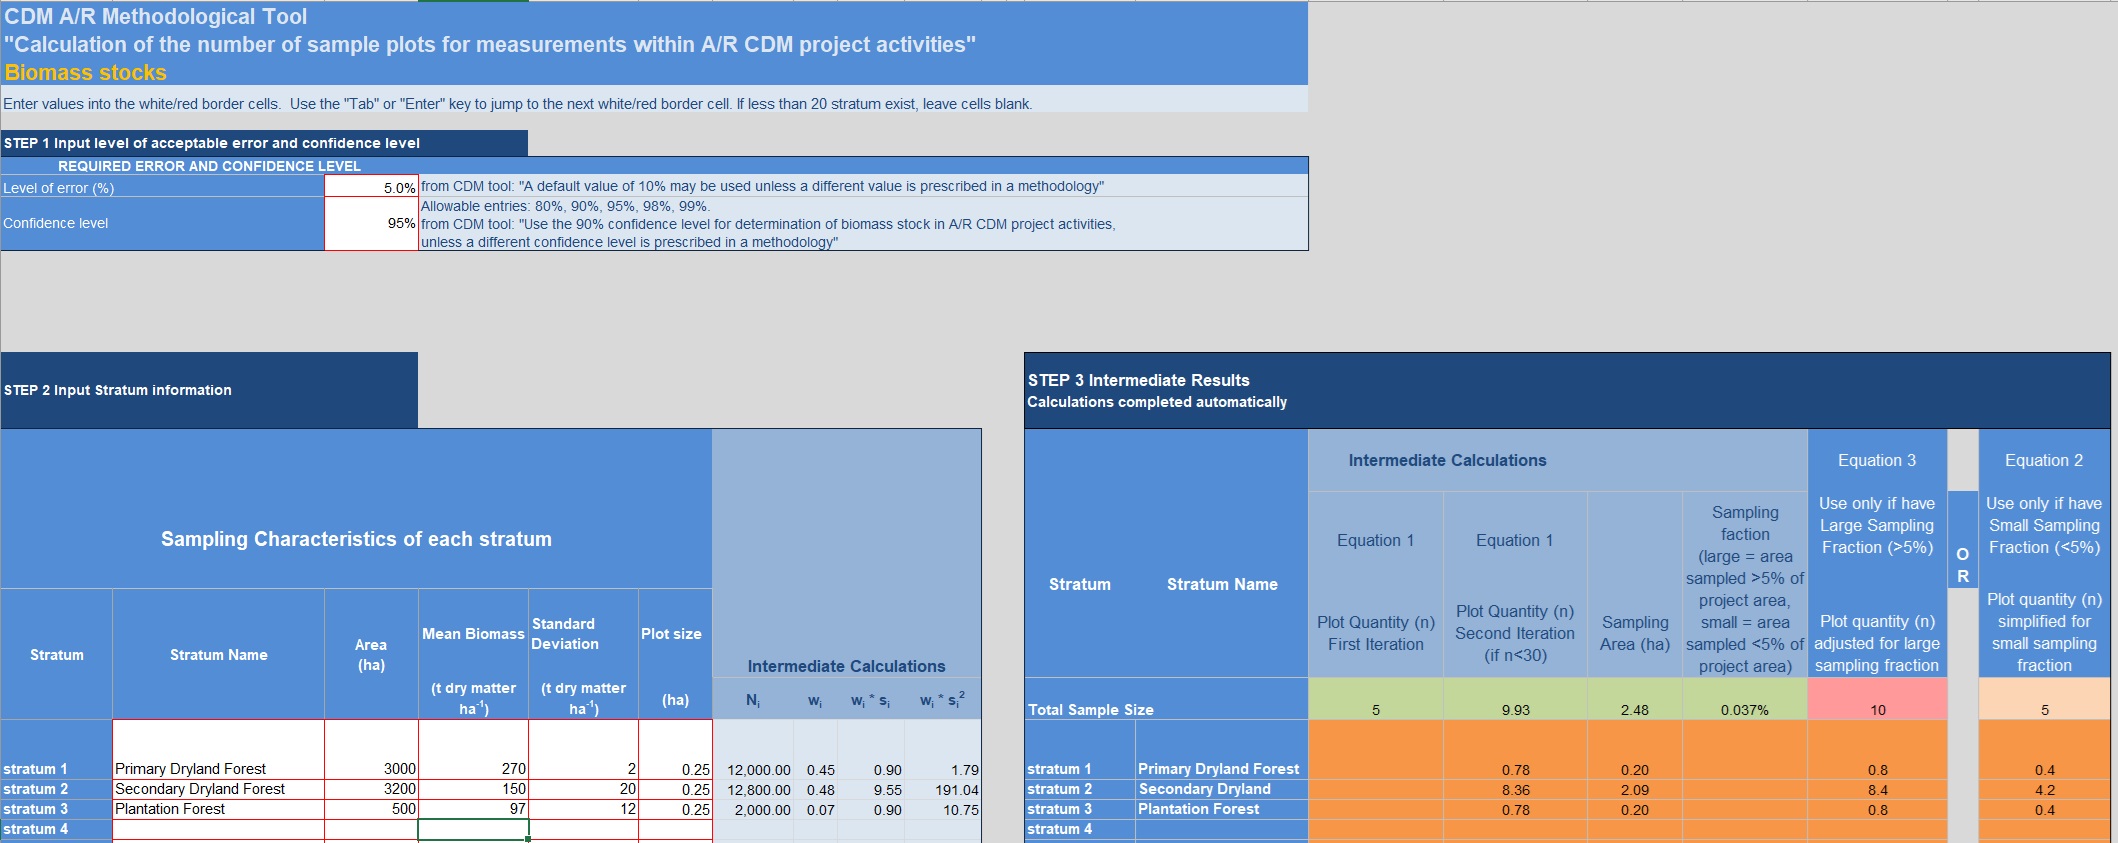 CDM A/R Methodological Tool
"Calculation of the number of sample plots for measurements within A/R CDM project activities"
Biomass stocks
Enter values into the white/red border cells.  Use the "Tab" or "Enter" key to jump to the next white/red border cell. If less than 20 stratum exist, leave cells blank.
STEP 1 Input level of acceptable error and confidence level
REQUIRED ERROR AND CONFIDENCE LEVEL
Level of error (%) 5.0% from CDM tool: "A default value of 10% may be used unless a different value is prescribed in a methodology"
Allowable entries: 80%, 90%, 95%, 98%, 99%.
Confidence level 95% from CDM tool: "Use the 90% confidence level for determination of biomass stock in A/R CDM project activities,
unless a different confidence level is prescribed in a methodology"
STEP 2 Input Stratum information
Sampling Characteristics of each stratum
Stratum
Stratum Name
Area
(ha)
Mean Biomass
(t dry matter
ha⁻¹)
Standard
Deviation
(t dry matter
ha⁻¹)
Plot size
(ha)
Intermediate Calculations
Nᵢ wᵢ wᵢ * sᵢ wᵢ * sᵢ²
stratum 1 Primary Dryland Forest 3000 270 2 0.25 12,000.00 0.45 0.90 1.79
stratum 2 Secondary Dryland Forest 3200 150 20 0.25 12,800.00 0.48 9.55 191.04
stratum 3 Plantation Forest 500 97 12 0.25 2,000.00 0.07 0.90 10.75
stratum 4
STEP 3 Intermediate Results
Calculations completed automatically
Stratum
Stratum Name
Intermediate Calculations
Equation 1
Plot Quantity (n)
First Iteration
Equation 1
Plot Quantity (n)
Second Iteration
(if n<30)
Sampling
Area (ha)
Sampling
faction
(large = area
sampled >5% of
project area,
small = area
sampled <5% of
project area)
Equation 3
Use only if have
Large Sampling
Fraction (>5%)
Plot quantity (n)
adjusted for large
sampling fraction
O
R
Equation 2
Use only if have
Small Sampling
Fraction (<5%)
Plot quantity (n)
simplified for
small sampling
fraction
Total Sample Size 5 9.93 2.48 0.037% 10 5
stratum 1 Primary Dryland Forest 0.78 0.20 0.8 0.4
stratum 2 Secondary Dryland 8.36 2.09 8.4 4.2
stratum 3 Plantation Forest 0.78 0.20 0.8 0.4
stratum 4